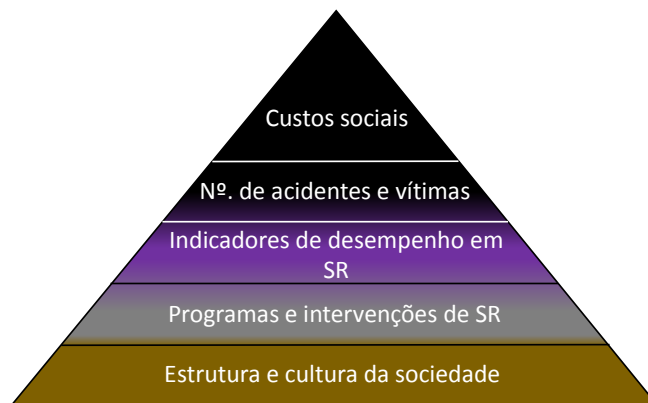 Custos sociais
Nº. de acidentes e vítimas
Indicadores de desempenho em
SR
Programas e intervenções de SR
Estrutura e cultura da sociedade